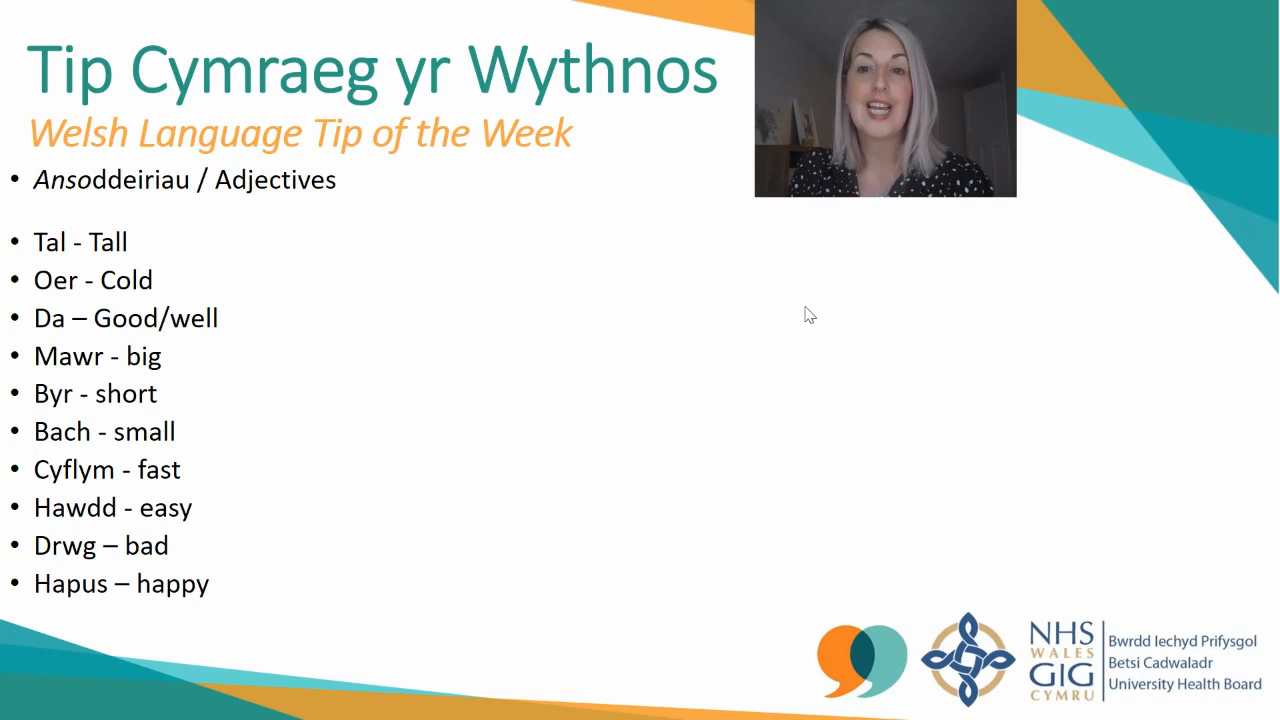 Tip Cymraeg yr Wythnos
Welsh Language Tip of the Week
• Ansoddeiriau / Adjectives
• Tal - Tall
• Oer - Cold
• Da – Good/well
• Mawr - big
• Byr - short
• Bach - small
• Cyflym - fast
• Hawdd - easy
• Drwg – bad
• Hapus – happy
NHS
WALES
GIG
CYMRU
Bwrdd Iechyd Prifysgol
Betsi Cadwaladr
University Health Board